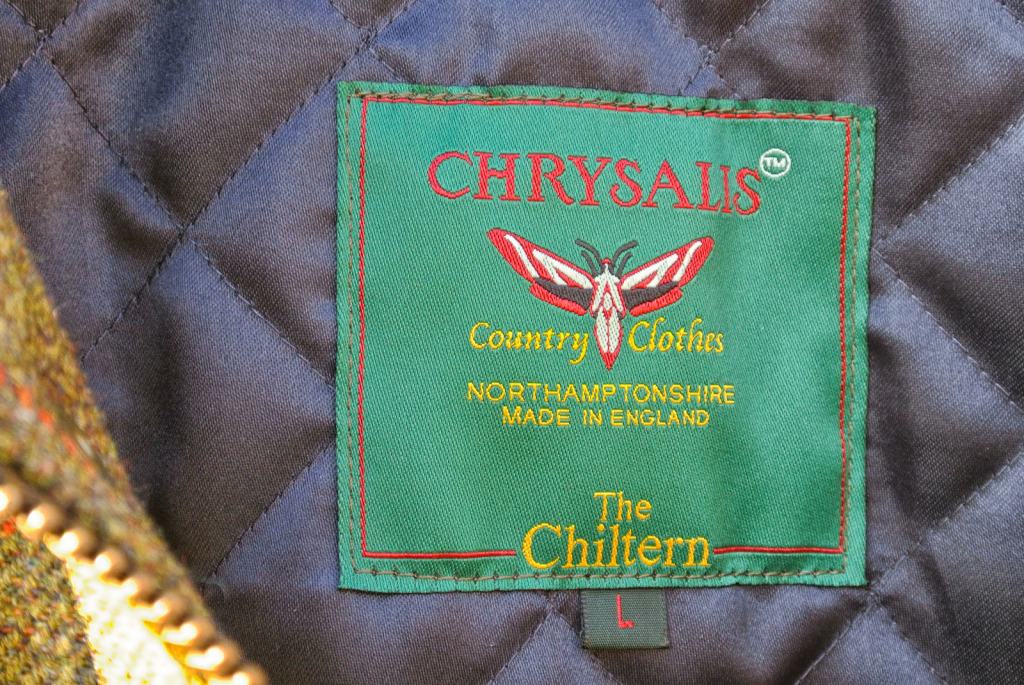 CHRYSALIS™
Country Clothes
NORTHAMPTONSHIRE
MADE IN ENGLAND
The
Chiltern
L